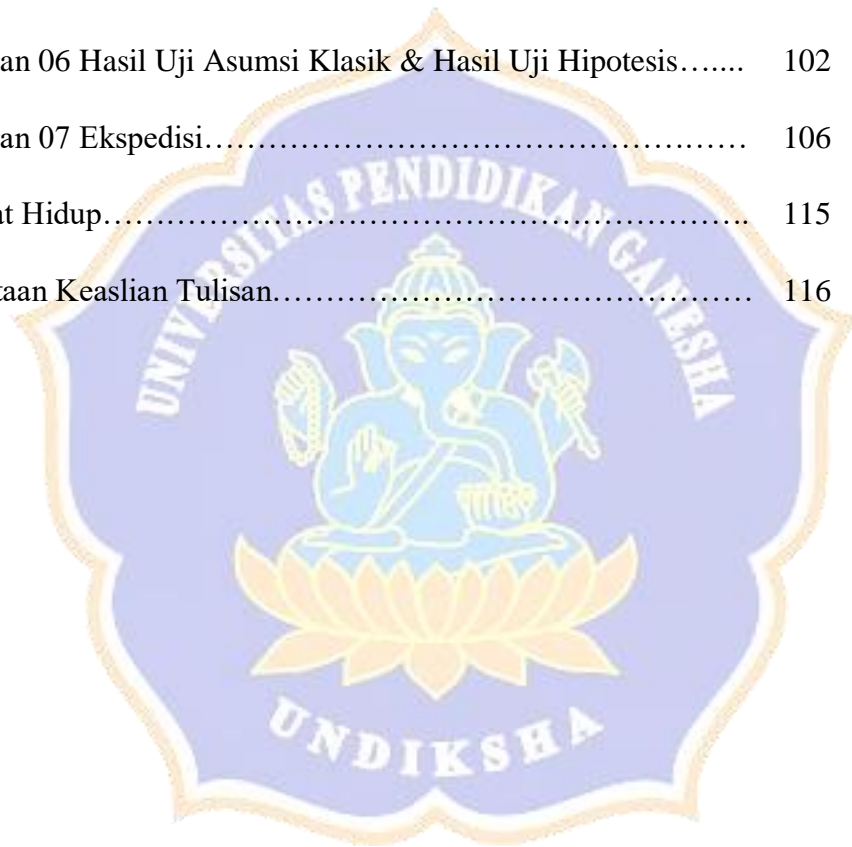 an 06 Hasil Uji Asumsi Klasik & Hasil Uji Hipotesis….... 102
an 07 Ekspedisi…………………………………………… 106
at Hidup……………………………………………………. 115
taan Keaslian Tulisan……………………………………… 116
UNIVERSITAS PENDIDIKAN GANESHA
UNDIKSHA